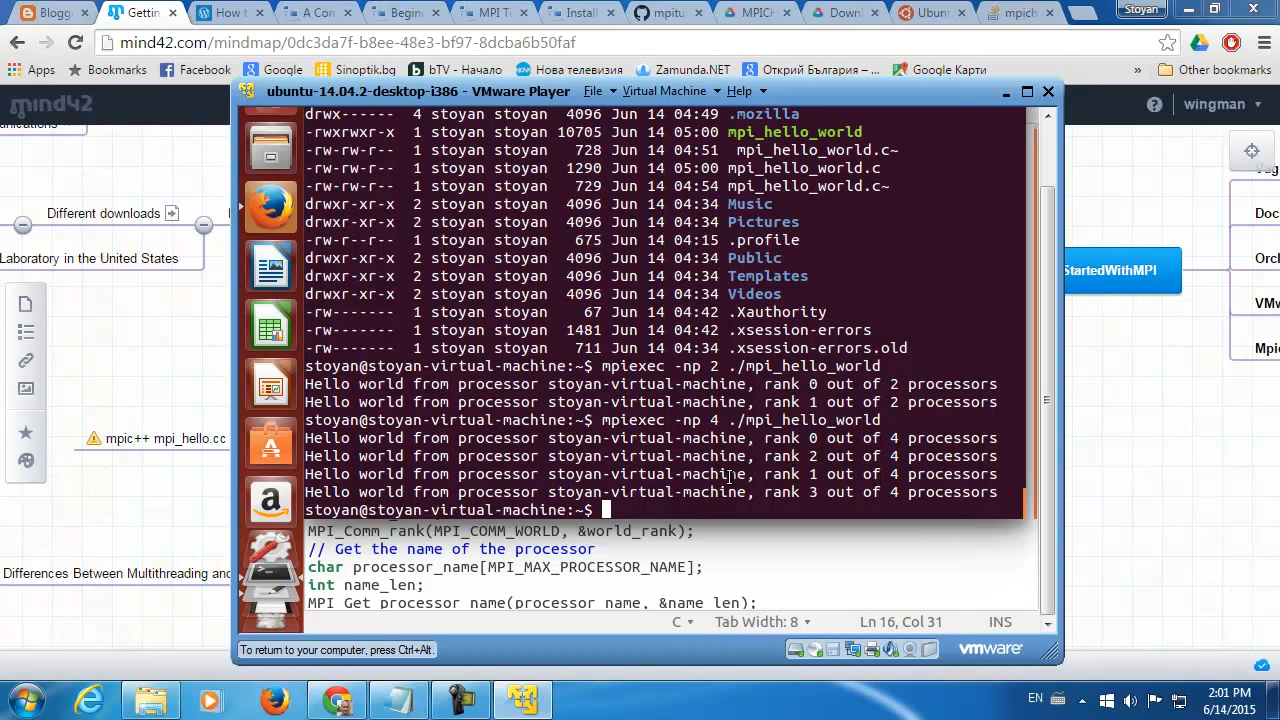 Blogg
Gettin
How t
A Con
Begin
MPI T
Install
mpitu
MPICH
Down
Ubun
mpich
Stoyan
mind42.com/mindmap/0dc3da7f-b8ee-48e3-bf97-8dcba6b50faf
Apps Bookmarks Facebook Google Sinoptik.bg bTV - Начало Нова телевизия Zamunda.NET Открий България – ... Google Карти » Other bookmarks
mind42
wingman
ubuntu-14.04.2-desktop-i386 - VMware Player File Virtual Machine Help
drwx------ 4 stoyan stoyan 4096 Jun 14 04:49 .mozilla
-rwxrwxr-x 1 stoyan stoyan 10705 Jun 14 05:00 mpi_hello_world
-rw-rw-r-- 1 stoyan stoyan 728 Jun 14 04:51  mpi_hello_world.c~
-rw-rw-r-- 1 stoyan stoyan 1290 Jun 14 05:00 mpi_hello_world.c
-rw-rw-r-- 1 stoyan stoyan 729 Jun 14 04:54 mpi_hello_world.c~
drwxr-xr-x 2 stoyan stoyan 4096 Jun 14 04:34 Music
drwxr-xr-x 2 stoyan stoyan 4096 Jun 14 04:34 Pictures
-rw-r--r-- 1 stoyan stoyan 675 Jun 14 04:15 .profile
drwxr-xr-x 2 stoyan stoyan 4096 Jun 14 04:34 Public
drwxr-xr-x 2 stoyan stoyan 4096 Jun 14 04:34 Templates
drwxr-xr-x 2 stoyan stoyan 4096 Jun 14 04:34 Videos
-rw------- 1 stoyan stoyan 67 Jun 14 04:42 .Xauthority
-rw------- 1 stoyan stoyan 1481 Jun 14 04:42 .xsession-errors
-rw------- 1 stoyan stoyan 711 Jun 14 04:34 .xsession-errors.old
stoyan@stoyan-virtual-machine:~$ mpiexec -np 2 ./mpi_hello_world
Hello world from processor stoyan-virtual-machine, rank 0 out of 2 processors
Hello world from processor stoyan-virtual-machine, rank 1 out of 2 processors
stoyan@stoyan-virtual-machine:~$ mpiexec -np 4 ./mpi_hello_world
Hello world from processor stoyan-virtual-machine, rank 0 out of 4 processors
Hello world from processor stoyan-virtual-machine, rank 2 out of 4 processors
Hello world from processor stoyan-virtual-machine, rank 1 out of 4 processors
Hello world from processor stoyan-virtual-machine, rank 3 out of 4 processors
stoyan@stoyan-virtual-machine:~$
MPI_Comm_rank(MPI_COMM_WORLD, &world_rank);
// Get the name of the processor
char processor_name[MPI_MAX_PROCESSOR_NAME];
int name_len;
MPI_Get_processor_name(processor_name, &name_len);
C Tab Width: 8 Ln 16, Col 31 INS
To return to your computer, press Ctrl+Alt. vmware
Different downloads
Laboratory in the United States
mpic++ mpi_hello.cc
Differences Between Multithreading an
StartedWithMPI
Doc
Orc
VMw
Mpic
EN
2:01 PM
6/14/2015